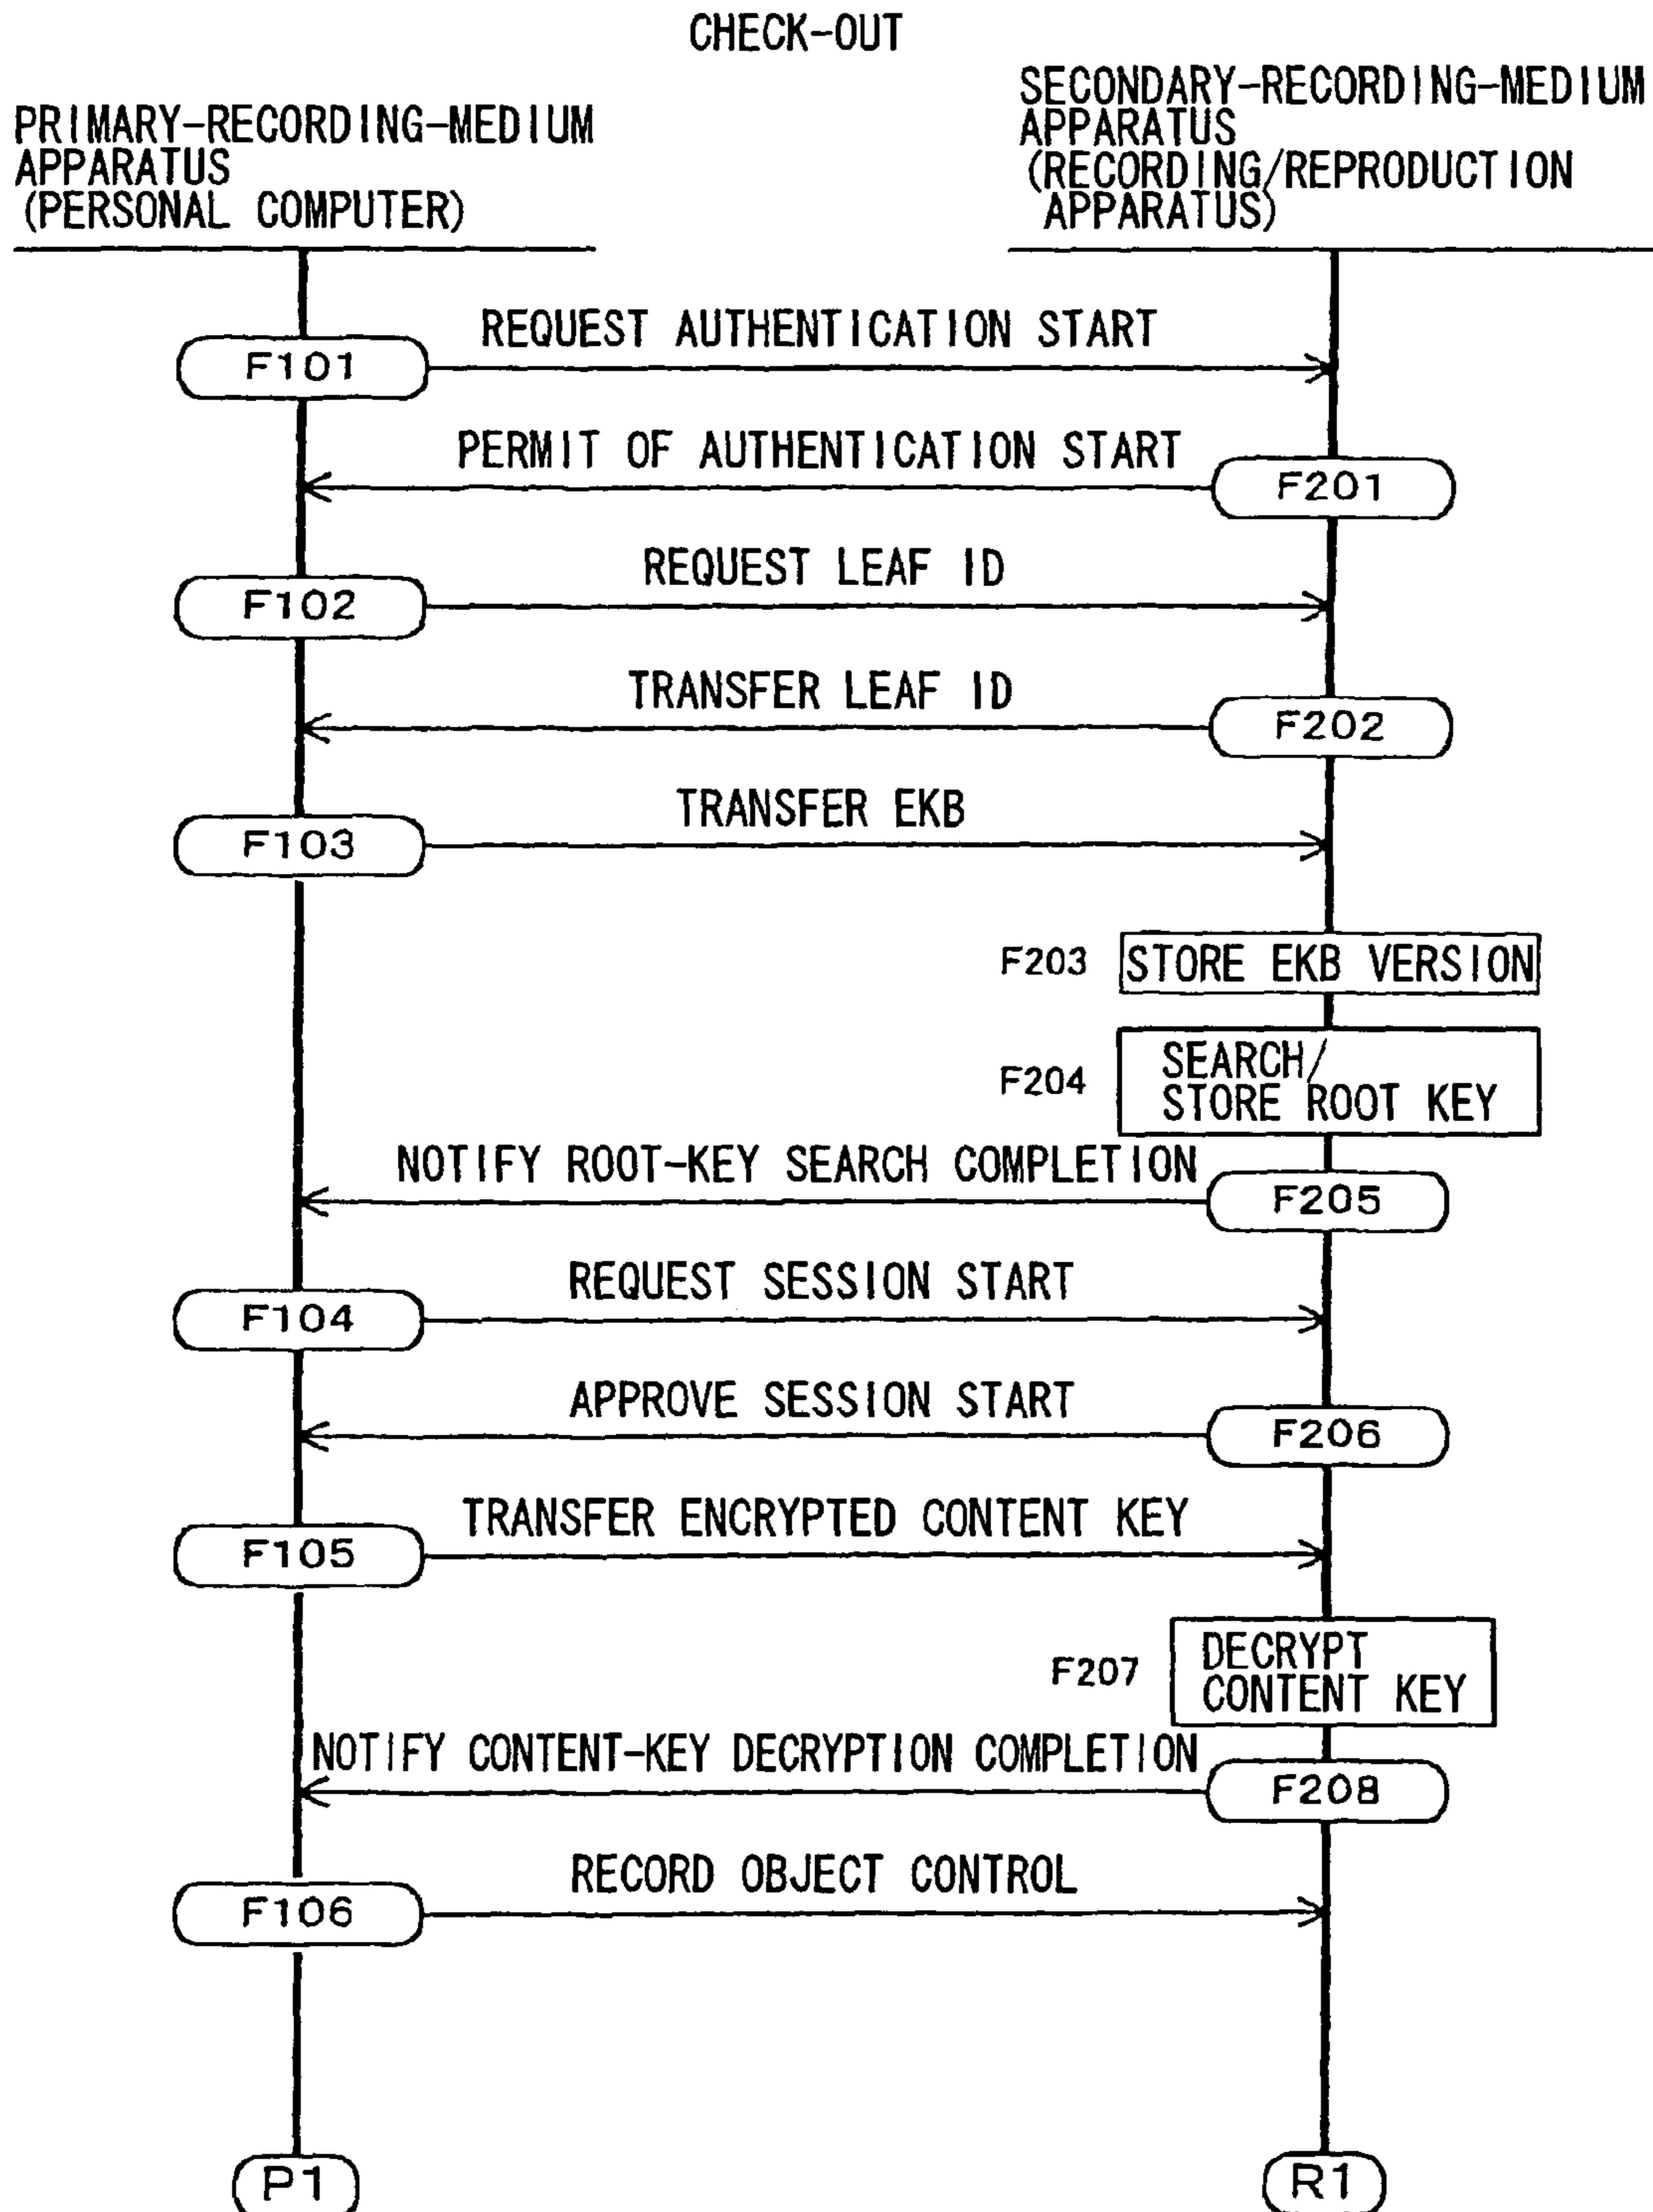 CHECK-OUT
PRIMARY-RECORDING-MEDIUM
APPARATUS
(PERSONAL COMPUTER)
SECONDARY-RECORDING-MEDIUM
APPARATUS
(RECORDING/REPRODUCTION
APPARATUS)
REQUEST AUTHENTICATION START
F101
PERMIT OF AUTHENTICATION START
F201
REQUEST LEAF ID
F102
TRANSFER LEAF ID
F202
TRANSFER EKB
F103
F203 STORE EKB VERSION
F204 SEARCH/
STORE ROOT KEY
NOTIFY ROOT-KEY SEARCH COMPLETION
F205
REQUEST SESSION START
F104
APPROVE SESSION START
F206
TRANSFER ENCRYPTED CONTENT KEY
F105
F207 DECRYPT
CONTENT KEY
NOTIFY CONTENT-KEY DECRYPTION COMPLETION
F208
RECORD OBJECT CONTROL
F106
P1 R1